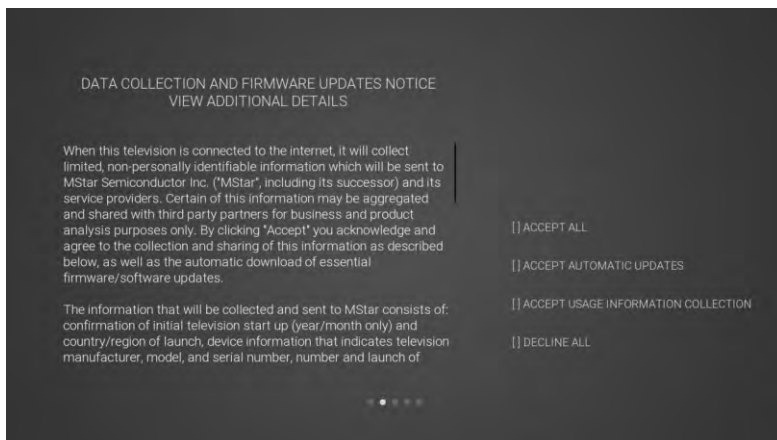 DATA COLLECTION AND FIRMWARE UPDATES NOTICE
VIEW ADDITIONAL DETAILS
When this television is connected to the internet, it will collect
limited, non-personally identifiable information which will be sent to
MStar Semiconductor Inc. ("MStar", including its successor) and its
service providers. Certain of this information may be aggregated
and shared with third party partners for business and product
analysis purposes only. By clicking "Accept" you acknowledge and
agree to the collection and sharing of this information as described
below, as well as the automatic download of essential
firmware/software updates.
The information that will be collected and sent to MStar consists of:
confirmation of initial television start up (year/month only) and
country/region of launch, device information that indicates television
manufacturer, model, and serial number, number and launch of
[ ] ACCEPT ALL
[ ] ACCEPT AUTOMATIC UPDATES
[ ] ACCEPT USAGE INFORMATION COLLECTION
[ ] DECLINE ALL